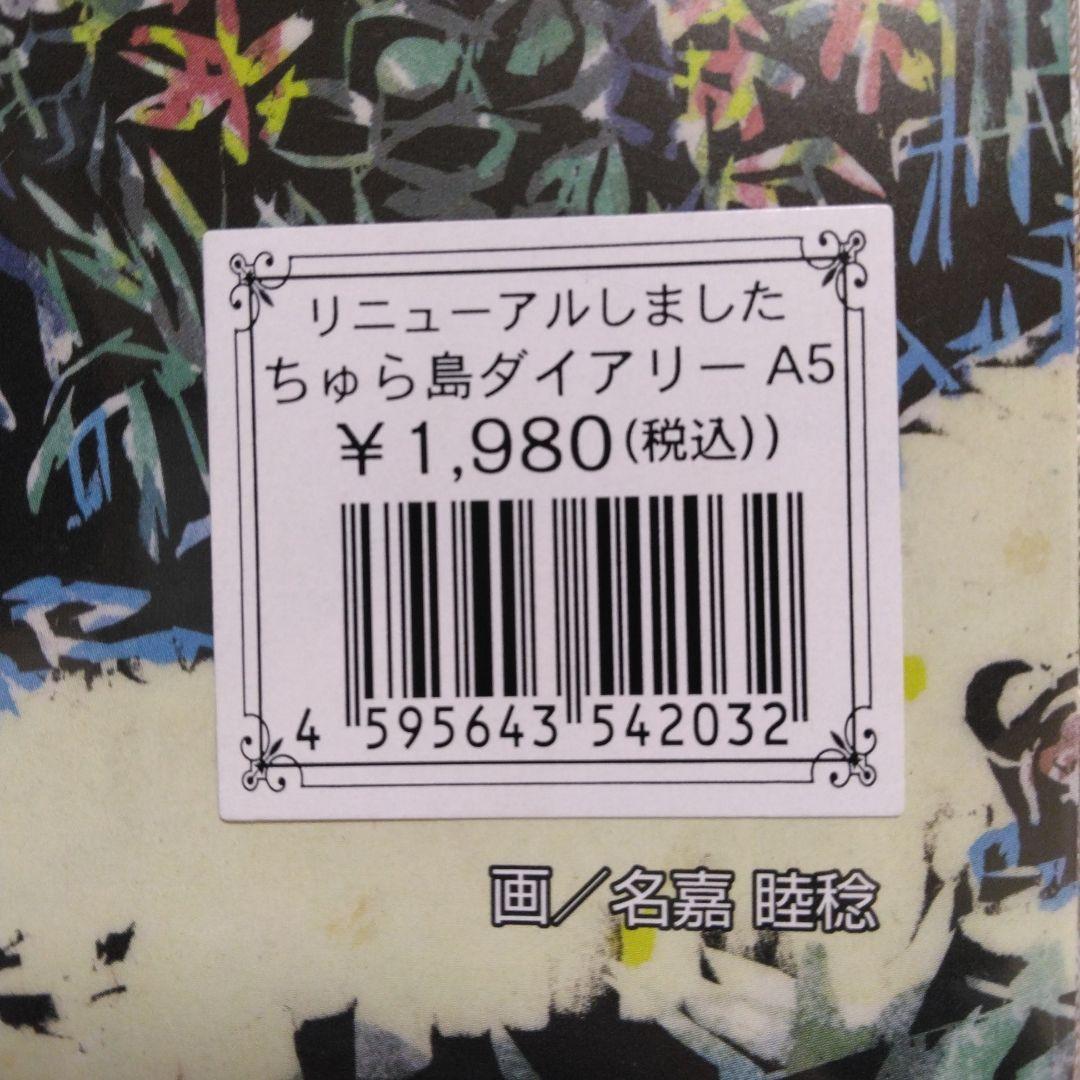 リニューアルしました
ちゅら島ダイアリー A5
¥1,980(税込))
4 595643 542032
画／名嘉 睦稔